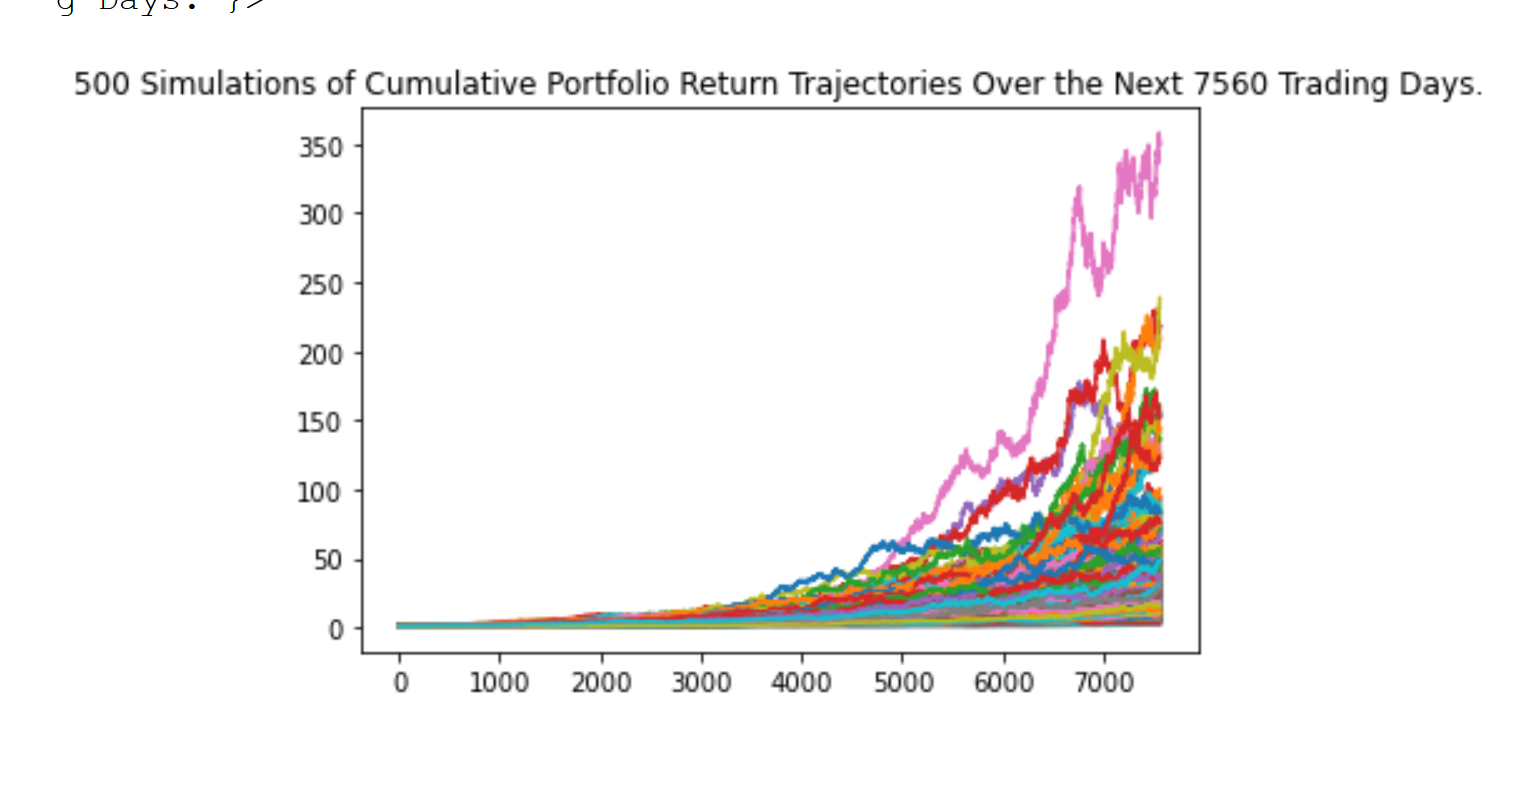 g Days.' }>
500 Simulations of Cumulative Portfolio Return Trajectories Over the Next 7560 Trading Days.
350
300
250
200
150
100
50
0
0 1000 2000 3000 4000 5000 6000 7000